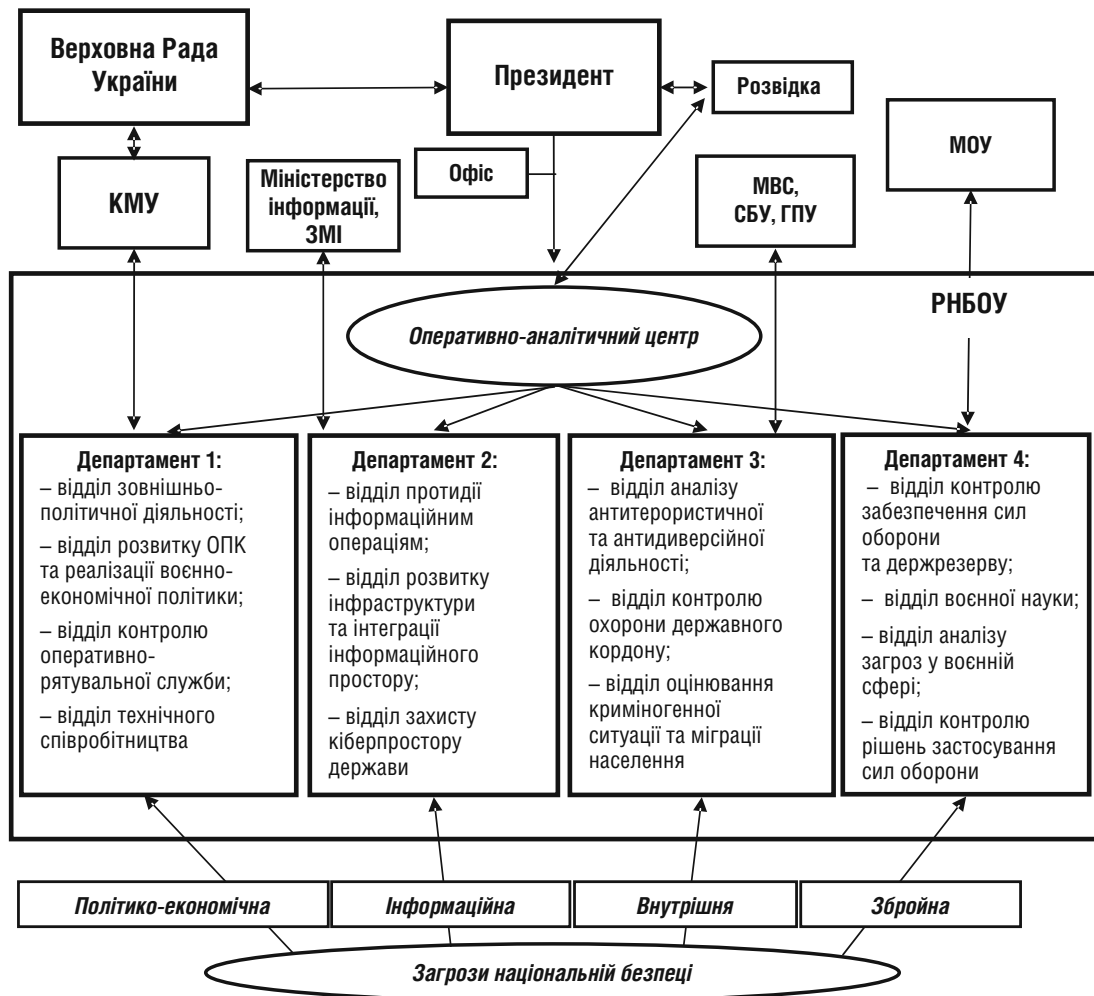 Верховна Рада
України
Президент
Розвідка
МОУ
КМУ
Міністерство
інформації,
ЗМІ
Офіс
МВС,
СБУ, ГПУ
РНБОУ
Оперативно-аналітичний центр
Департамент 1:
– відділ зовнішньо-
політичної діяльності;
– відділ розвитку ОПК
та реалізації воєнно-
економічної політики;
– відділ контролю
оперативно-
рятувальної служби;
– відділ технічного
співробітництва
Департамент 2:
– відділ протидії
інформаційним
операціям;
– відділ розвитку
інфраструктури
та інтеграції
інформаційного
простору;
– відділ захисту
кіберпростору
держави
Департамент 3:
– відділ аналізу
антитерористичної
та антидиверсійної
діяльності;
– відділ контролю
охорони державного
кордону;
– відділ оцінювання
криміногенної
ситуації та міграції
населення
Департамент 4:
– відділ контролю
забезпечення сил
оборони
та держрезерву;
– відділ воєнної науки;
– відділ аналізу
загроз у воєнній
сфері;
– відділ контролю
рішень застосування
сил оборони
Політико-економічна
Інформаційна
Внутрішня
Збройна
Загрози національній безпеці